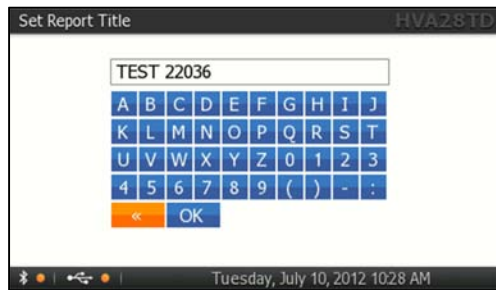 Set Report Title HVA28TD
TEST 22036
A B C D E F G H I J
K L M N O P Q R S T
U V W X Y Z 0 1 2 3
4 5 6 7 8 9 ( ) - :
« OK
Tuesday, July 10, 2012 10:28 AM